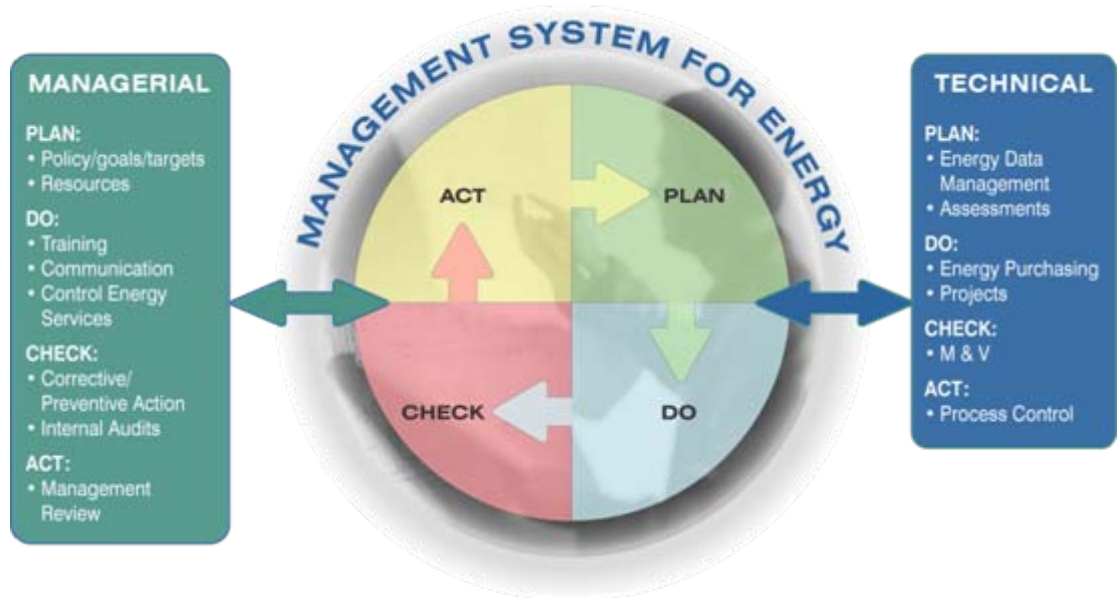 MANAGEMENT SYSTEM FOR ENERGY
MANAGERIAL
PLAN:
• Policy/goals/targets
• Resources
DO:
• Training
• Communication
• Control Energy
Services
CHECK:
• Corrective/
Preventive Action
• Internal Audits
ACT:
• Management
Review
ACT
PLAN
CHECK
DO
TECHNICAL
PLAN:
• Energy Data
Management
• Assessments
DO:
• Energy Purchasing
• Projects
CHECK:
• M & V
ACT:
• Process Control